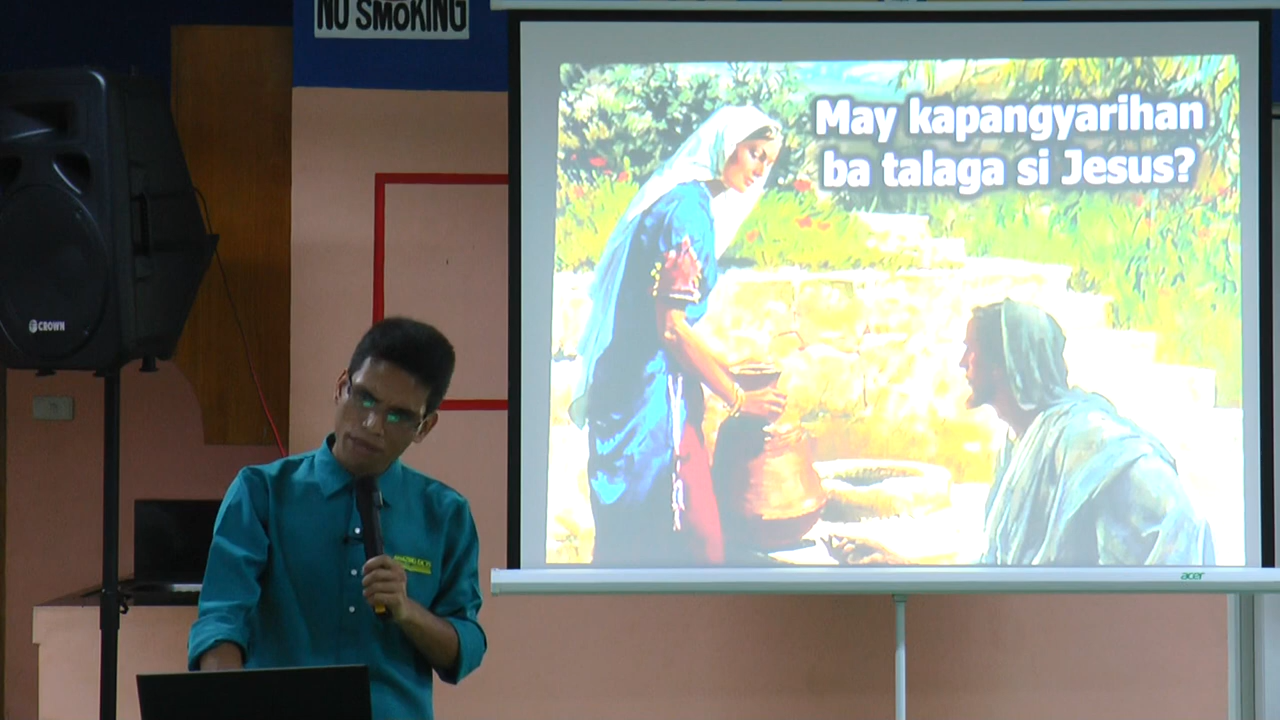 NO SMOKING
May kapangyarihan
ba talaga si Jesus?
CROWN
acer